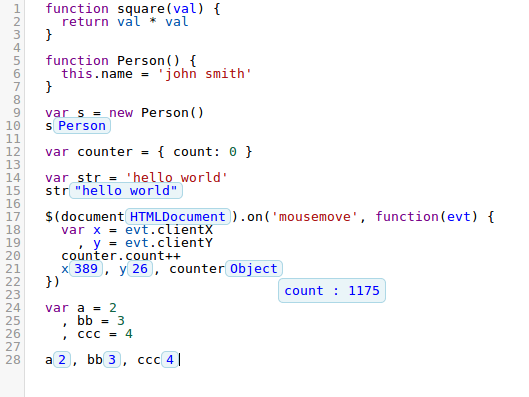 1 function square(val) {
2 return val * val
3 }
4
5 function Person() {
6 this.name = 'john smith'
7 }
8
9 var s = new Person()
10 s Person
11
12 var counter = { count: 0 }
13
14 var str = 'hello world'
15 str "hello world"
16
17 $(document HTMLDocument ).on('mousemove', function(evt) {
18 var x = evt.clientX
19 , y = evt.clientY
20 counter.count++
21 x 389 , y 26 , counter Object
22 })
count : 1175
23
24 var a = 2
25 , bb = 3
26 , ccc = 4
27
28 a 2 , bb 3 , ccc 4